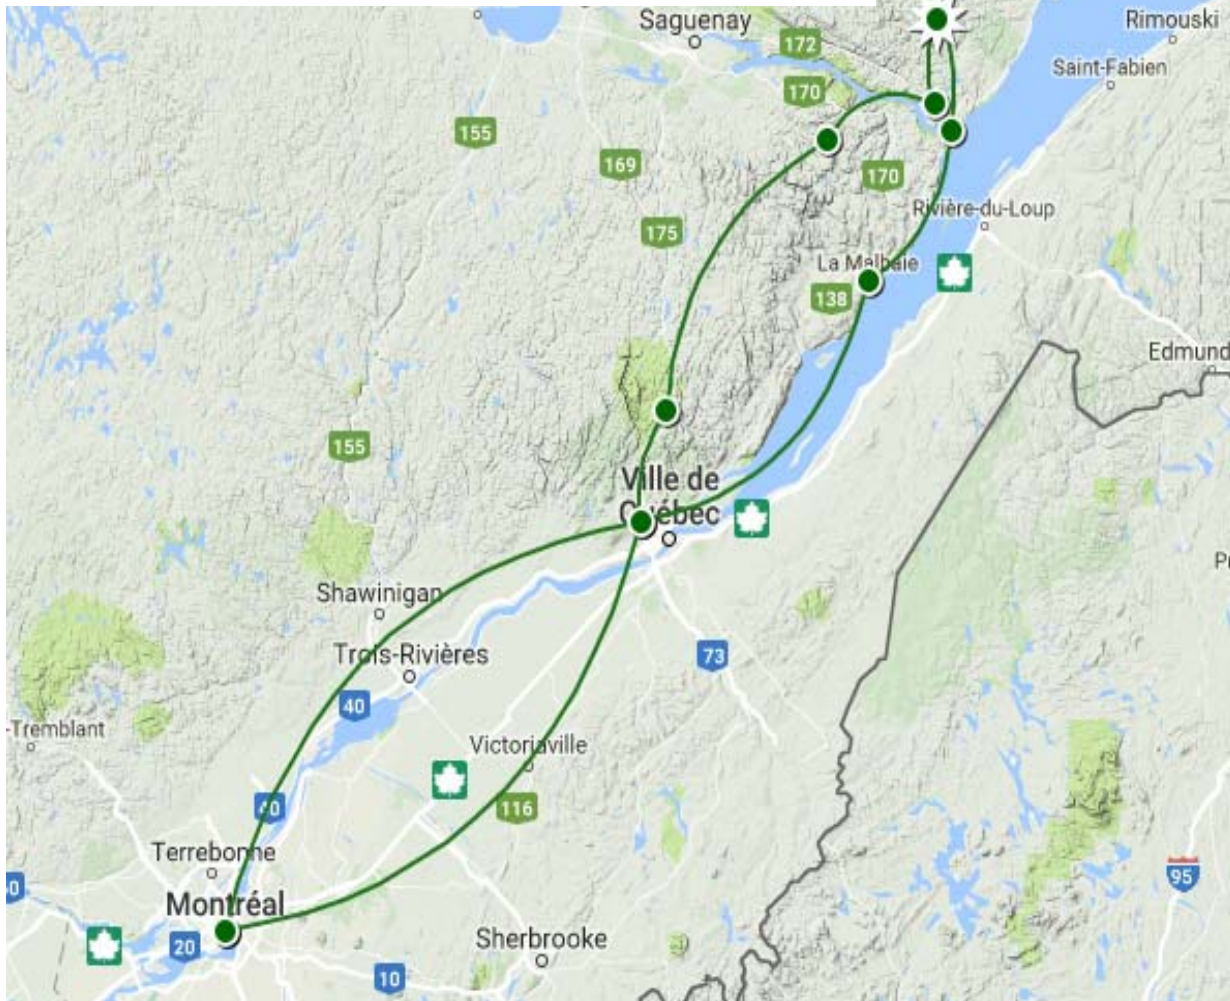 Saguenay
Rimouski
172
Saint-Fabien
170
155
169
170
Rivière-du-Loup
175
La Malbaie
138
Edmund
155
Ville de
Québec
Shawinigan
Trois-Rivières
73
40
-Tremblant
Victoriaville
40
116
Terrebonne
95
Montréal
20
Sherbrooke
10